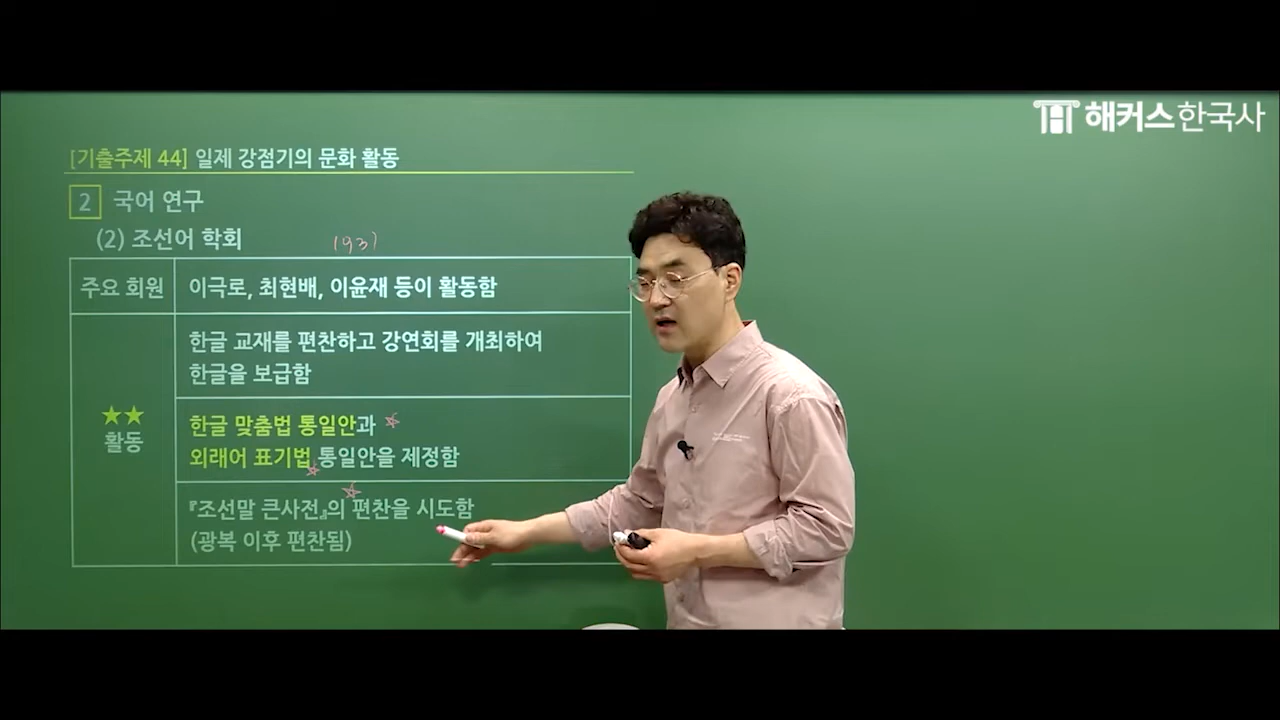 해커스한국사
[기출주제 44] 일제 강점기의 문화 활동
2 국어 연구
(2) 조선어 학회
193
주요 회원 이극로, 최현배, 이윤재 등이 활동함
한글 교재를 편찬하고 강연회를 개최하여
한글을 보급함
★★
활동
한글 맞춤법 통일안과
외래어 표기법 통일안을 제정함
『조선말 큰사전』의 편찬을 시도함
(광복 이후 편찬됨)